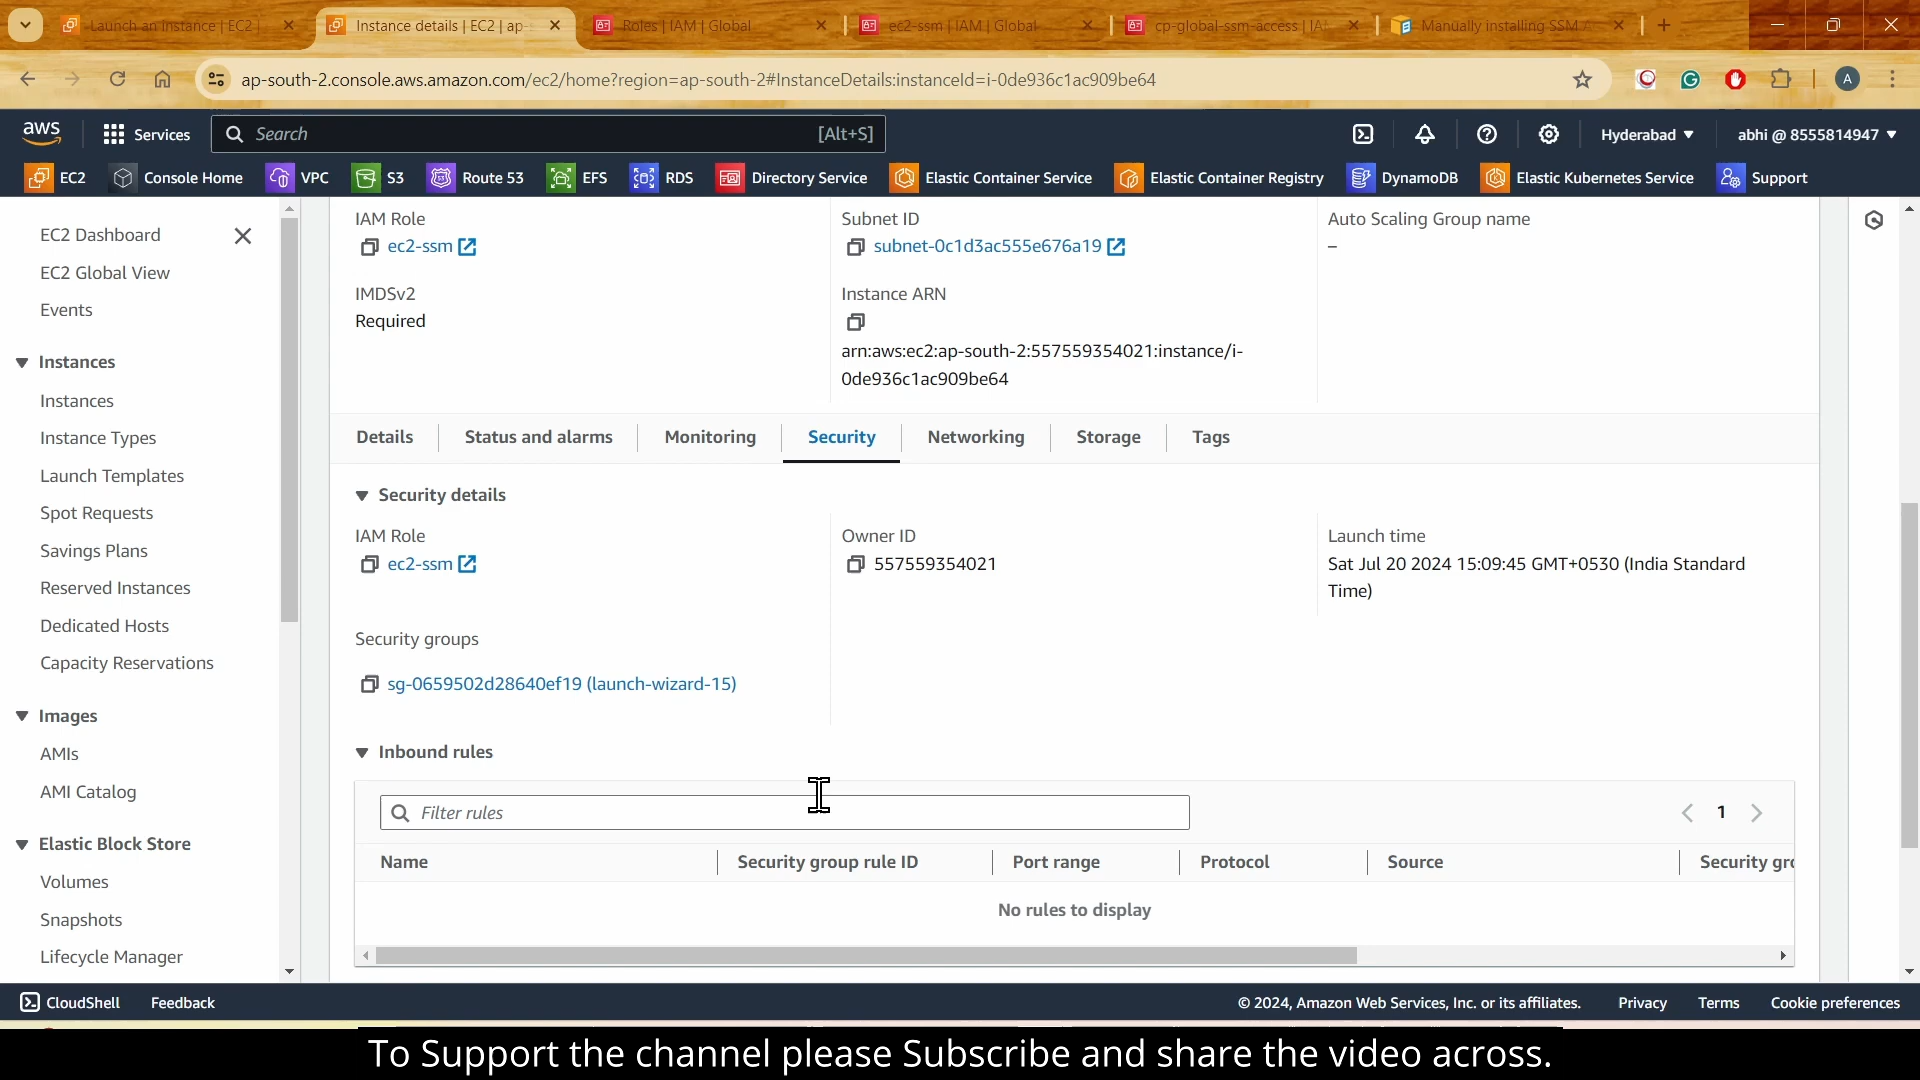 Launch an instance | EC2 |
Instance details | EC2 | ap-s
Roles | IAM | Global
ec2-ssm | IAM | Global
cp-global-ssm-access | IA
Manually installing SSM A
ap-south-2.console.aws.amazon.com/ec2/home?region=ap-south-2#InstanceDetails:instanceId=i-0de936c1ac909be64
A
aws
Services
Search
[Alt+S]
Hyderabad
abhi @ 8555814947
EC2
Console Home
VPC
S3
Route 53
EFS
RDS
Directory Service
Elastic Container Service
Elastic Container Registry
DynamoDB
Elastic Kubernetes Service
Support
EC2 Dashboard
EC2 Global View
Events
Instances
Instances
Instance Types
Launch Templates
Spot Requests
Savings Plans
Reserved Instances
Dedicated Hosts
Capacity Reservations
Images
AMIs
AMI Catalog
Elastic Block Store
Volumes
Snapshots
Lifecycle Manager
IAM Role
ec2-ssm
Subnet ID
subnet-0c1d3ac555e676a19
Auto Scaling Group name
–
IMDSv2
Required
Instance ARN
arn:aws:ec2:ap-south-2:557559354021:instance/i-
0de936c1ac909be64
Details
Status and alarms
Monitoring
Security
Networking
Storage
Tags
Security details
IAM Role
ec2-ssm
Owner ID
557559354021
Launch time
Sat Jul 20 2024 15:09:45 GMT+0530 (India Standard
Time)
Security groups
sg-0659502d28640ef19 (launch-wizard-15)
Inbound rules
Filter rules
1
Name
Security group rule ID
Port range
Protocol
Source
Security gro
No rules to display
CloudShell
Feedback
© 2024, Amazon Web Services, Inc. or its affiliates.
Privacy
Terms
Cookie preferences
To Support the channel please Subscribe and share the video across.